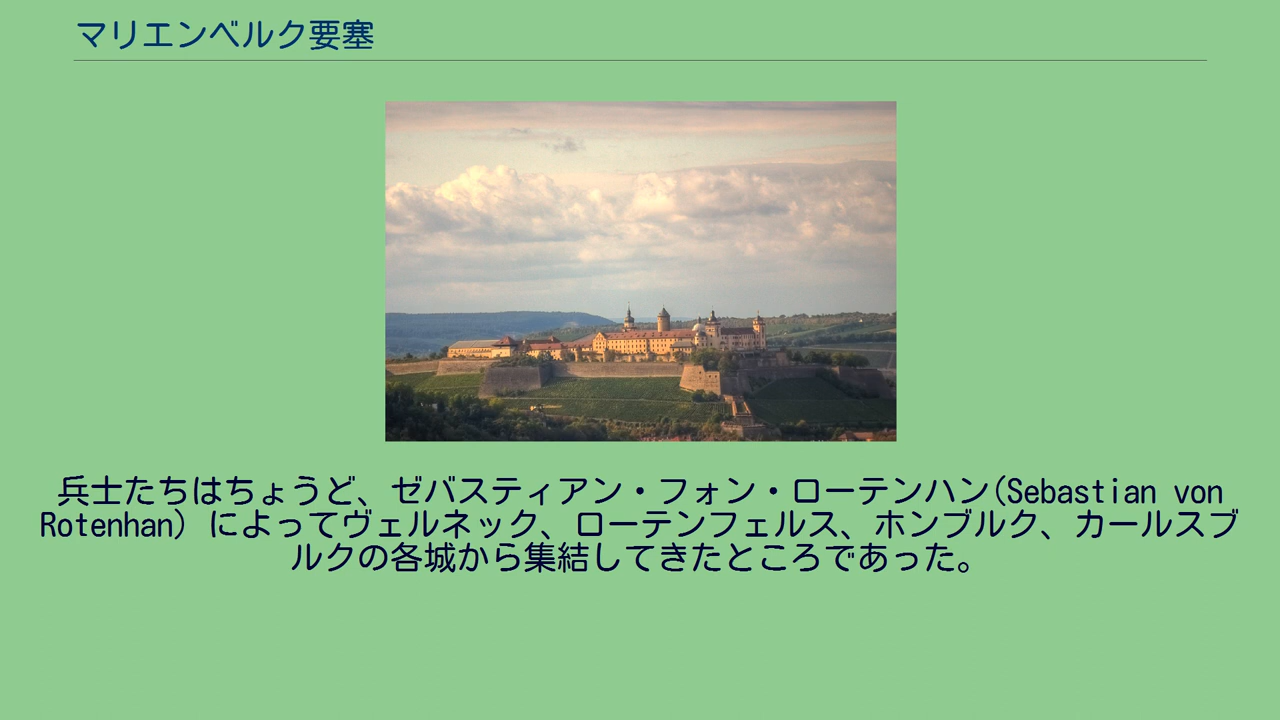 マリエンベルク要塞
兵士たちはちょうど、ゼバスティアン・フォン・ローテンハン(Sebastian von
Rotenhan) によってヴェルネック、ローテンフェルス、ホンブルク、カールスブ
ルクの各城から集結してきたところであった。